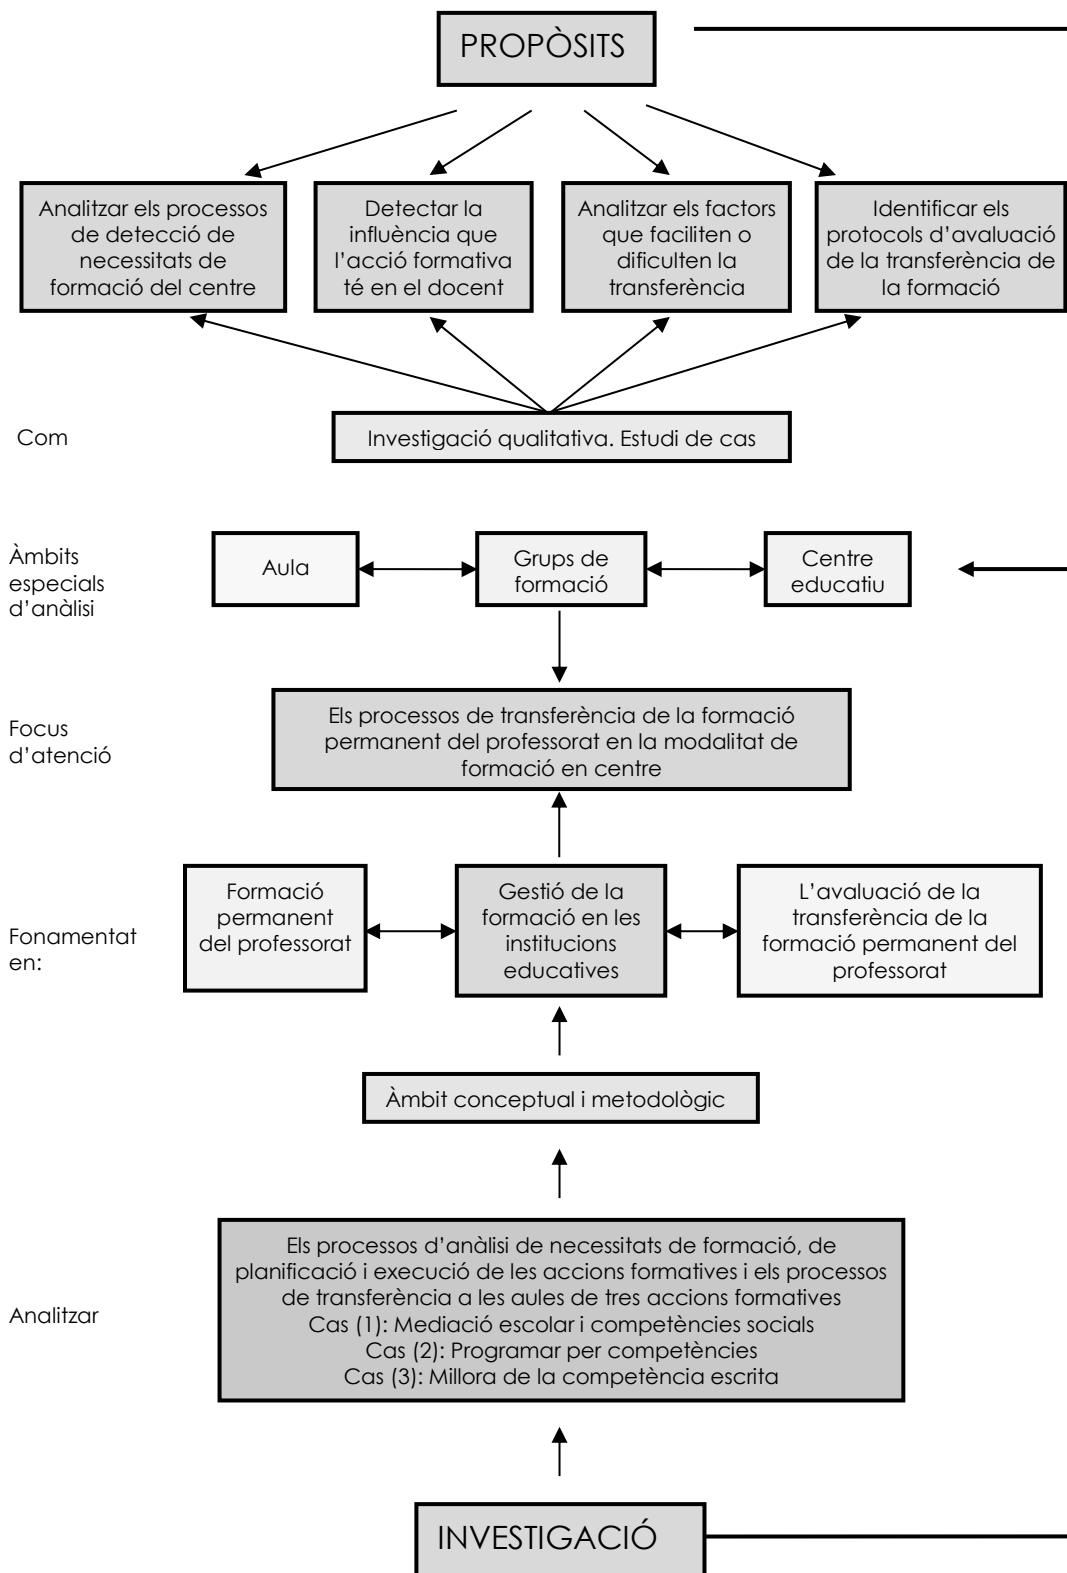 PROPÒSITS
Analitzar els processos
de detecció de
necessitats de
formació del centre
Detectar la
influència que
l’acció formativa
té en el docent
Analitzar els factors
que faciliten o
dificulten la
transferència
Identificar els
protocols d’avaluació
de la transferència de
la formació
Com
Investigació qualitativa. Estudi de cas
Àmbits
especials
d’anàlisi
Aula
Grups de
formació
Centre
educatiu
Focus
d’atenció
Els processos de transferència de la formació
permanent del professorat en la modalitat de
formació en centre
Fonamentat
en:
Formació
permanent
del professorat
Gestió de la
formació en les
institucions
educatives
L’avaluació de la
transferència de la
formació permanent del
professorat
Àmbit conceptual i metodològic
Analitzar
Els processos d’anàlisi de necessitats de formació, de
planificació i execució de les accions formatives i els processos
de transferència a les aules de tres accions formatives
Cas (1): Mediació escolar i competències socials
Cas (2): Programar per competències
Cas (3): Millora de la competència escrita
INVESTIGACIÓ